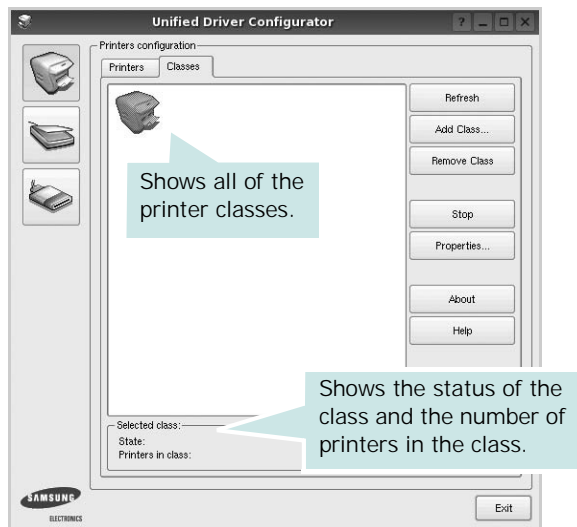 Unified Driver Configurator
Printers configuration
Printers
Classes
Refresh
Add Class...
Remove Class
Shows all of the
printer classes.
Stop
Properties...
About
Help
Shows the status of the
class and the number of
printers in the class.
Selected class:
State:
Printers in class:
SAMSUNG
ELECTRONICS
Exit